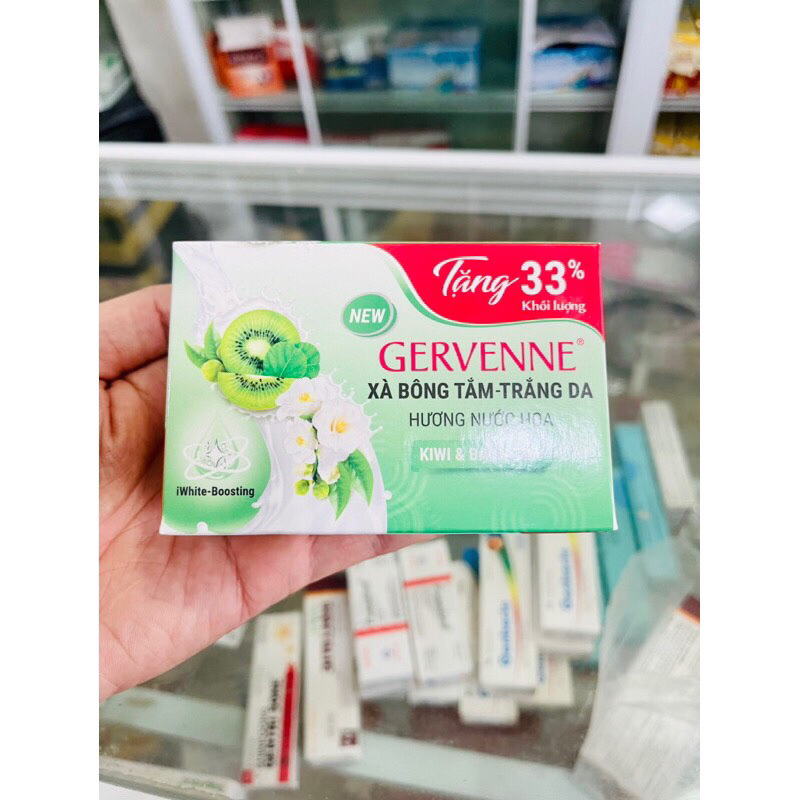 Tặng 33%
Khối lượng
NEW
GERVENNE®
XÀ BÔNG TẮM-TRẮNG DA
HƯƠNG NƯỚC HOA
KIWI &
iWhite-Boosting